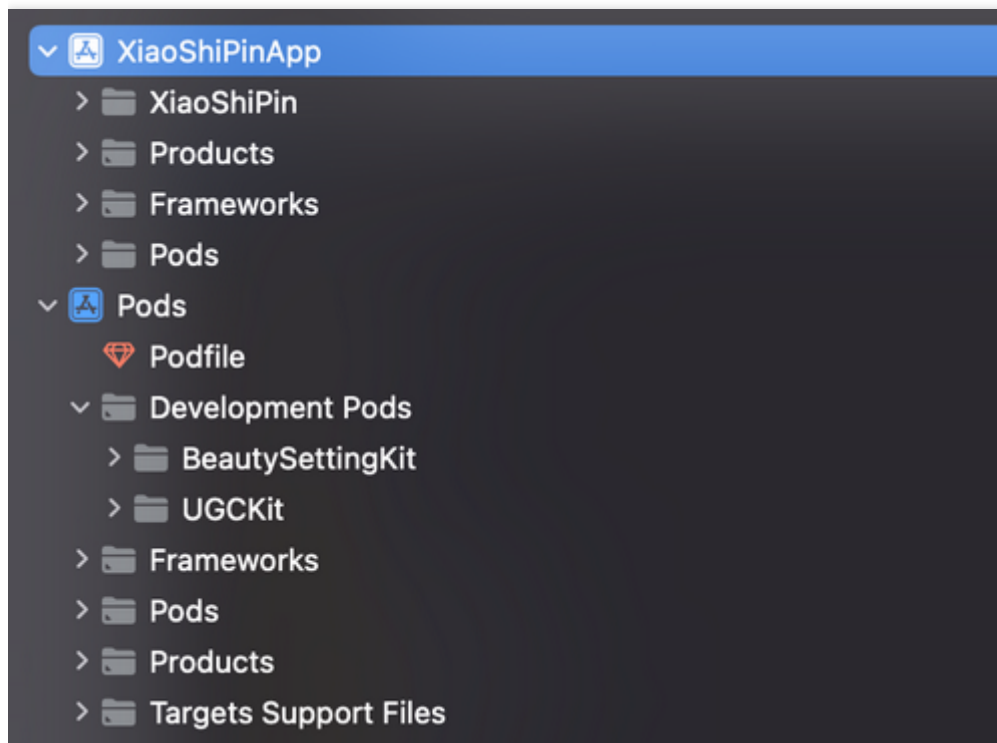 XiaoShiPinApp
XiaoShiPin
Products
Frameworks
Pods
Pods
Podfile
Development Pods
BeautySettingKit
UGCKit
Frameworks
Pods
Products
Targets Support Files